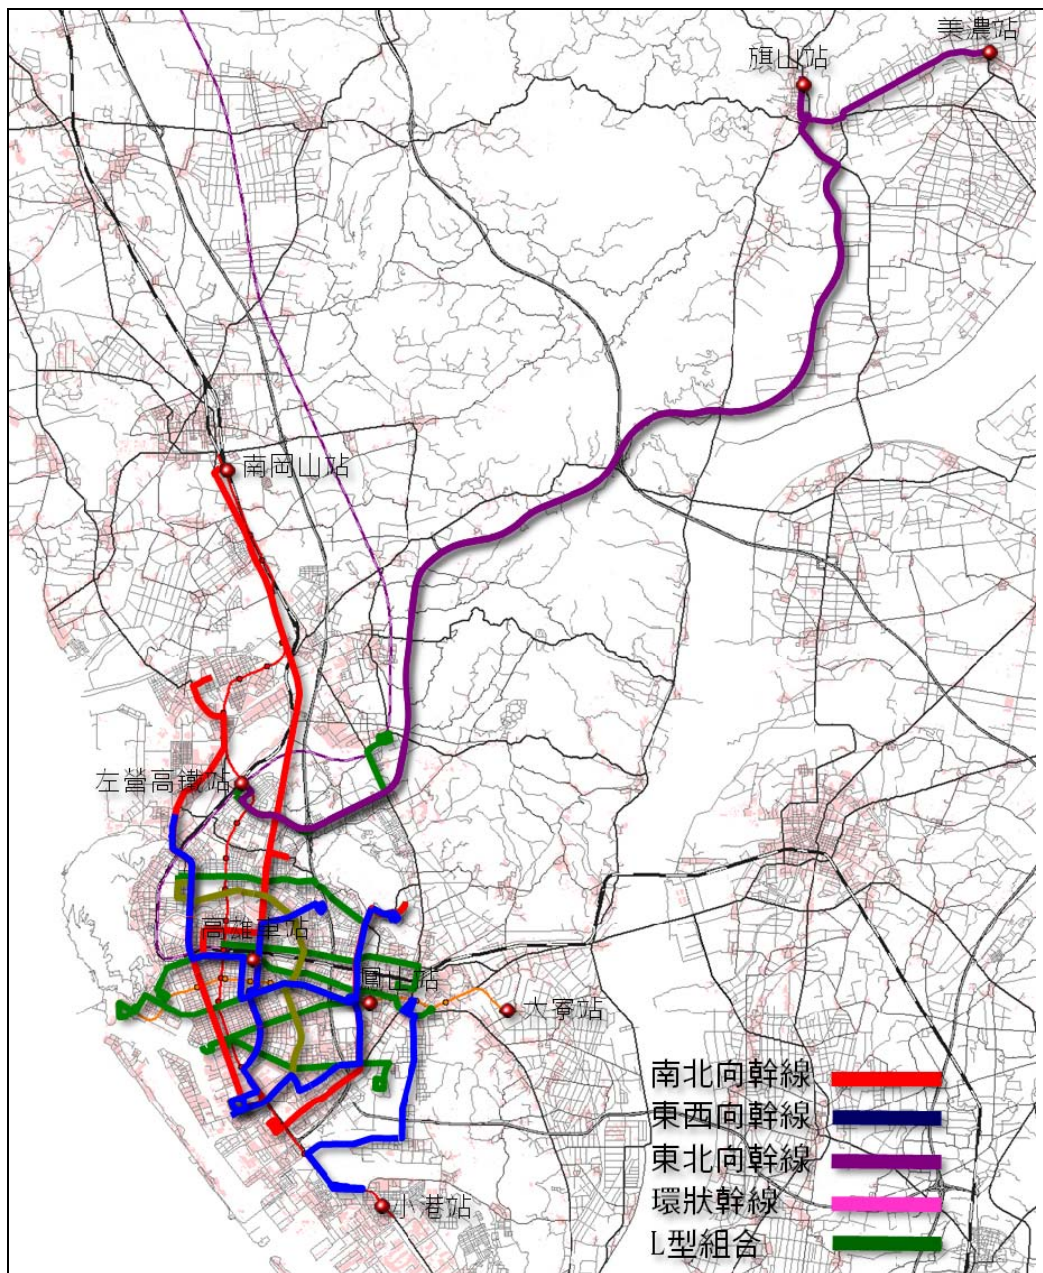 美濃站
旗山站
南岡山站
左營高鐵站
高雄車站
鳳山站
大寮站
小港站
南北向幹線
東西向幹線
東北向幹線
環狀幹線
L型組合